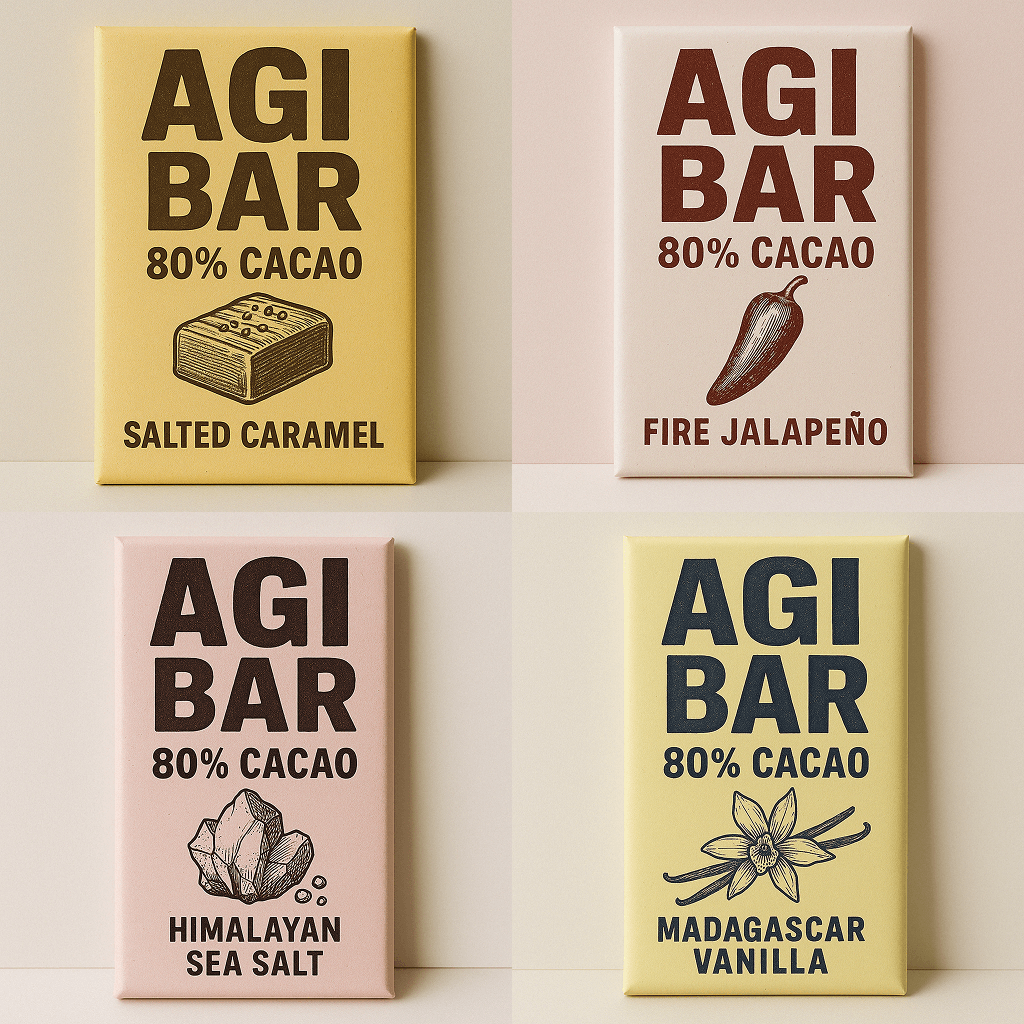 AGI
BAR
80% CACAO
SALTED CARAMEL
AGI
BAR
80% CACAO
FIRE JALAPEÑO
AGI
BAR
80% CACAO
HIMALAYAN
SEA SALT
AGI
BAR
80% CACAO
MADAGASCAR
VANILLA